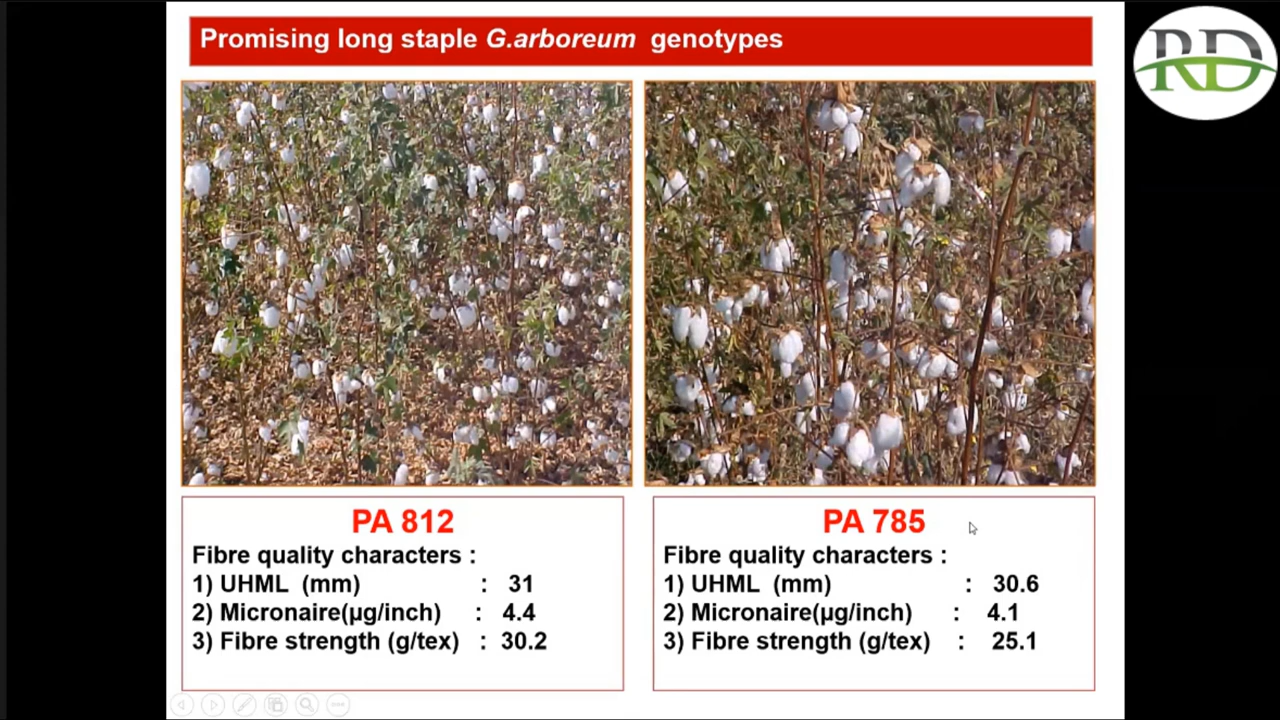 Promising long staple G.arboreum genotypes
RD
PA 812
Fibre quality characters :
1) UHML (mm) : 31
2) Micronaire(µg/inch) : 4.4
3) Fibre strength (g/tex) : 30.2
PA 785
Fibre quality characters :
1) UHML (mm) : 30.6
2) Micronaire(µg/inch) : 4.1
3) Fibre strength (g/tex) : 25.1